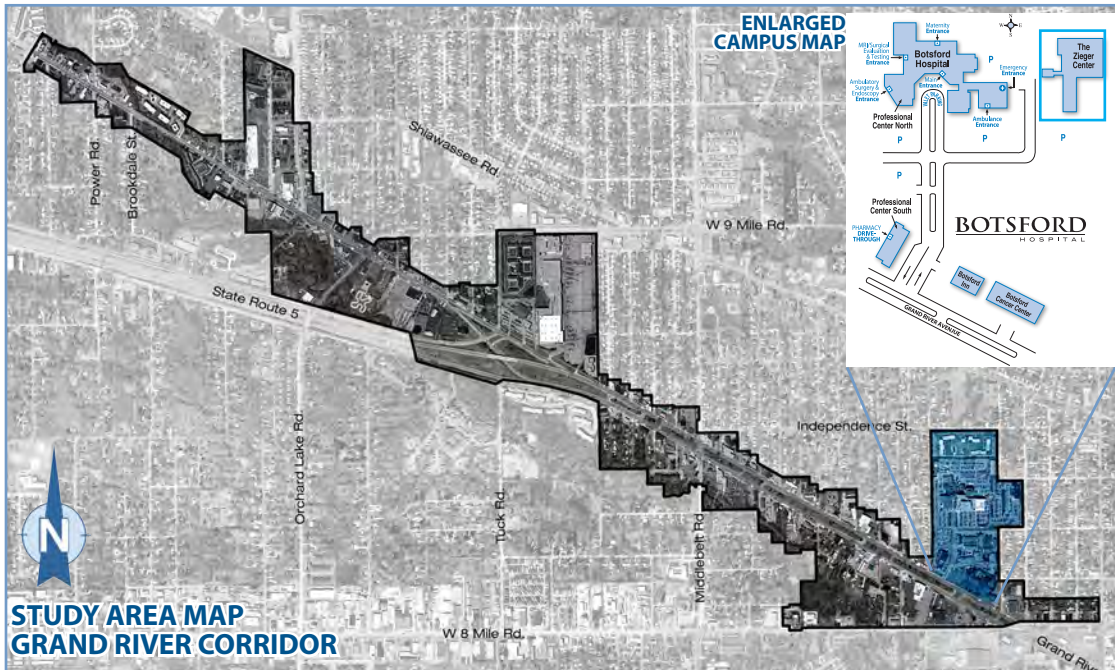 ENLARGED
CAMPUS MAP
N
W
E
S
Maternity
Entrance
MRI/Surgical
Evaluation
& Testing
Entrance
Botsford
Hospital
P
Emergency
Entrance
The
Zieger
Center
Main
Entrance
Ambulatory
Surgery &
Endoscopy
Entrance
Professional
Center North
Ambulance
Entrance
P
P
P
P
Professional
Center South
PHARMACY
DRIVE-
THROUGH
BOTSFORD
HOSPITAL
Botsford
Inn
Botsford
Cancer Center
GRAND RIVER AVENUE
Power Rd.
Brookdale St.
Shiawassee Rd.
W 9 Mile Rd.
State Route 5
Orchard Lake Rd.
Tuck Rd.
Middlebelt Rd
Independence St.
N
STUDY AREA MAP
GRAND RIVER CORRIDOR
W 8 Mile Rd.
Grand Rive